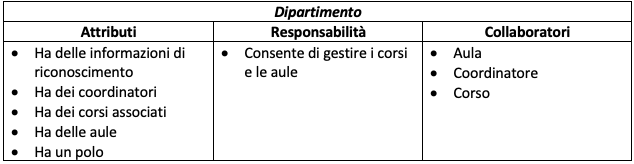 Dipartimento
Attributi
Responsabilità
Collaboratori
• Ha delle informazioni di
riconoscimento
• Ha dei coordinatori
• Ha dei corsi associati
• Ha delle aule
• Ha un polo
• Consente di gestire i corsi
e le aule
• Aula
• Coordinatore
• Corso